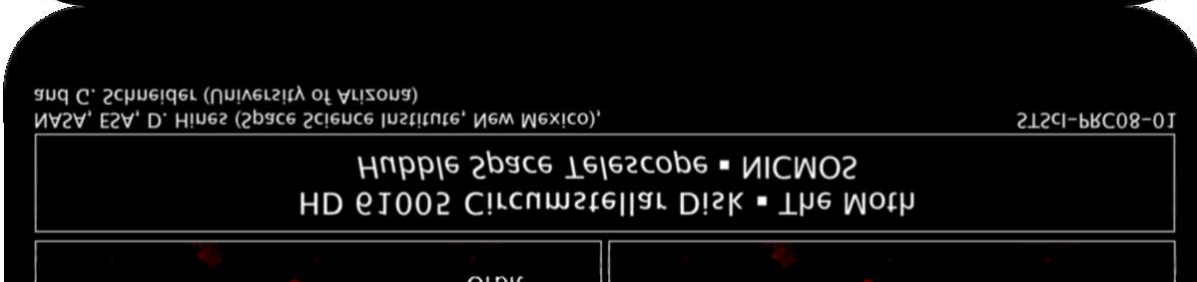 HD 61005 Circumstellar Disk ▪ The Moth
Hubble Space Telescope ▪ NICMOS
NASA, ESA, D. Hines (Space Science Institute, New Mexico),
and G. Schneider (University of Arizona)
STScI-PRC08-01